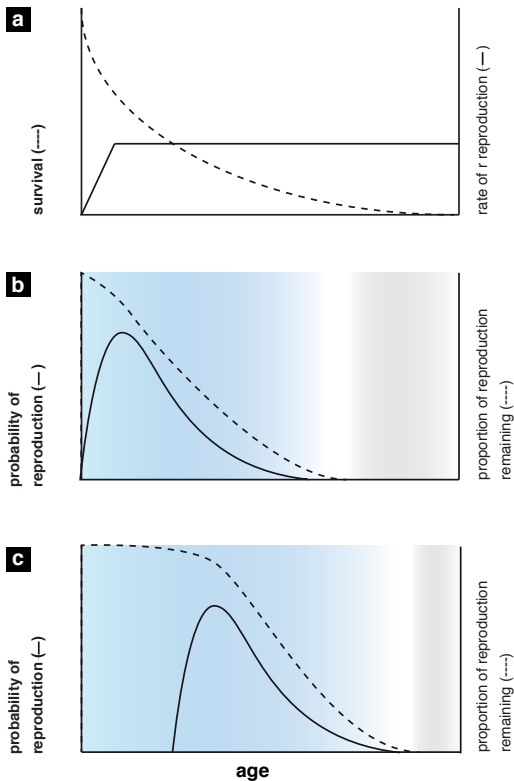 a
survival (----)
rate of r reproduction (—)
b
probability of
reproduction (—)
proportion of reproduction
remaining (----)
c
probability of
reproduction (—)
proportion of reproduction
remaining (----)
age